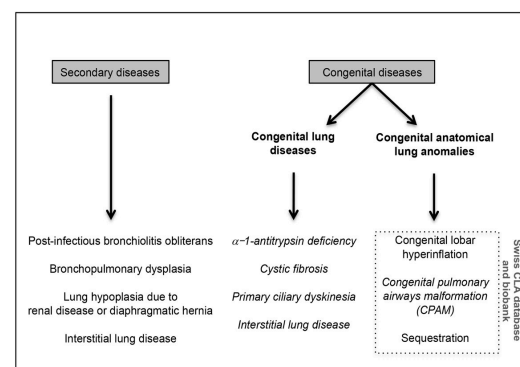 Secondary diseases
Congenital diseases
Congenital lung
diseases
Congenital anatomical
lung anomalies
Post-infectious bronchiolitis obliterans
Bronchopulmonary dysplasia
Lung hypoplasia due to
renal disease or diaphragmatic hernia
Interstitial lung disease
α−1-antitrypsin deficiency
Cystic fibrosis
Primary ciliary dyskinesia
Interstitial lung disease
Congenital lobar
hyperinflation
Congenital pulmonary
airways malformation
(CPAM)
Sequestration
Swiss CLA database
and biobank